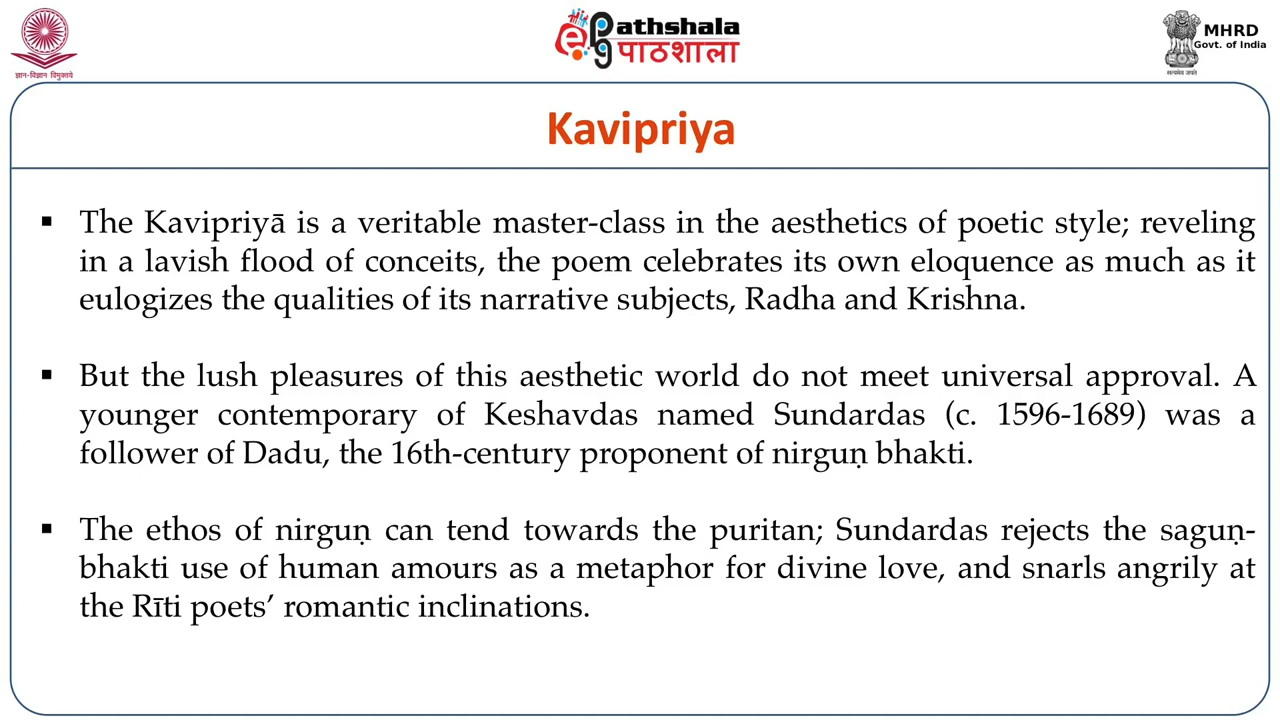 ज्ञान-विज्ञान विमुक्तये
ePg Pathshala
पाठशाला
सत्यमेव जयते
MHRD
Govt. of India
Kavipriya
▪ The Kavipriyā is a veritable master-class in the aesthetics of poetic style; reveling
in a lavish flood of conceits, the poem celebrates its own eloquence as much as it
eulogizes the qualities of its narrative subjects, Radha and Krishna.
▪ But the lush pleasures of this aesthetic world do not meet universal approval. A
younger contemporary of Keshavdas named Sundardas (c. 1596-1689) was a
follower of Dadu, the 16th-century proponent of nirguṇ bhakti.
▪ The ethos of nirguṇ can tend towards the puritan; Sundardas rejects the saguṇ-
bhakti use of human amours as a metaphor for divine love, and snarls angrily at
the Rīti poets’ romantic inclinations.